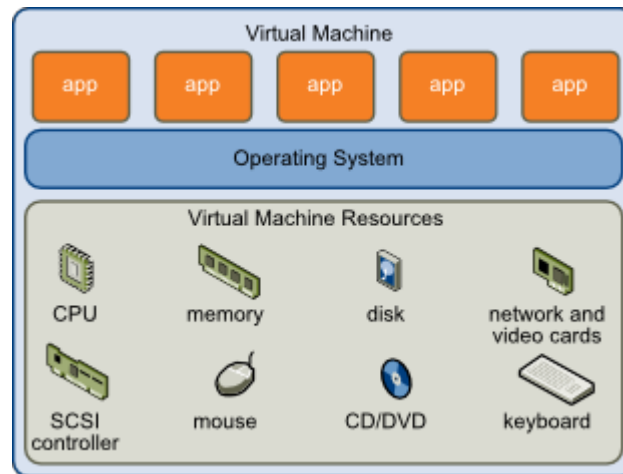 Virtual Machine
app app app app app
Operating System
Virtual Machine Resources
CPU memory disk network and
video cards
SCSI mouse CD/DVD keyboard
controller